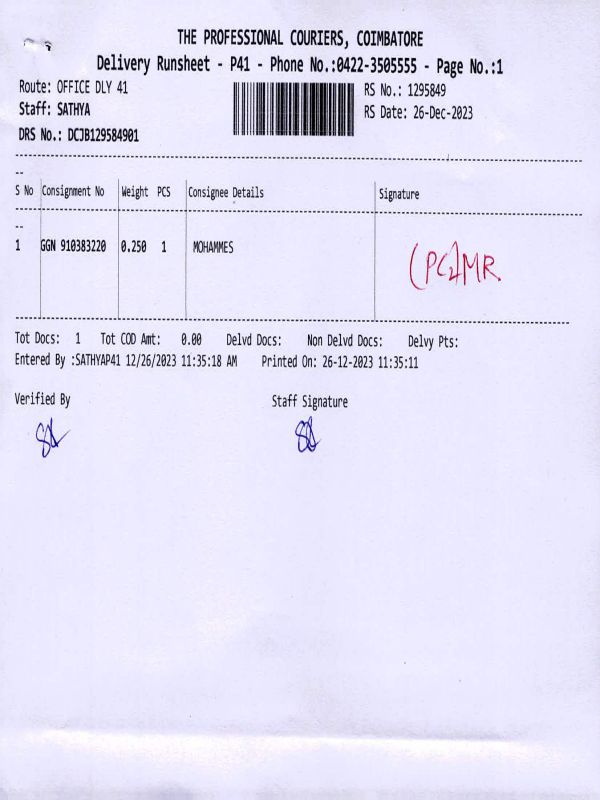 THE PROFESSIONAL COURIERS, COIMBATORE
Delivery Runsheet - P41 - Phone No.:0422-3505555 - Page No.:1
Route: OFFICE DLY 41 RS No.: 1295849
Staff: SATHYA RS Date: 26-Dec-2023
DRS No.: DCJB129584901
--
S No Consignment No Weight PCS Consignee Details Signature
--
1 GGN 910383220 0.250 1 MOHAMMES
Tot Docs: 1 Tot COD Amt: 0.00 Delvd Docs: Non Delvd Docs: Delvy Pts:
Entered By :SATHYAP41 12/26/2023 11:35:18 AM Printed On: 26-12-2023 11:35:11
Verified By Staff Signature